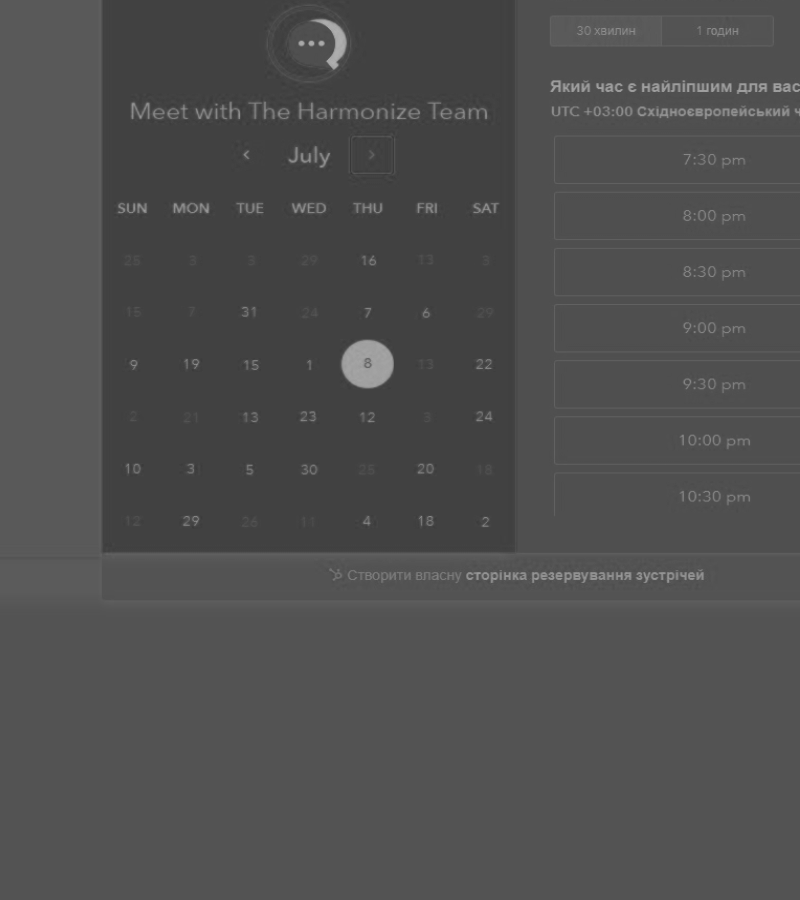 Meet with The Harmonize Team
July
SUN MON TUE WED THU FRI SAT
25 3 3 29 16 13 3
15 7 31 24 7 6 29
9 19 15 1 8 13 22
2 21 13 23 12 3 24
10 3 5 30 25 20 18
12 29 26 11 4 18 2
30 хвилин 1 годин
Який час є найліпшим для вас
UTC +03:00 Східноєвропейський ч
7:30 pm
8:00 pm
8:30 pm
9:00 pm
9:30 pm
10:00 pm
10:30 pm
Створити власну сторінка резервування зустрічей